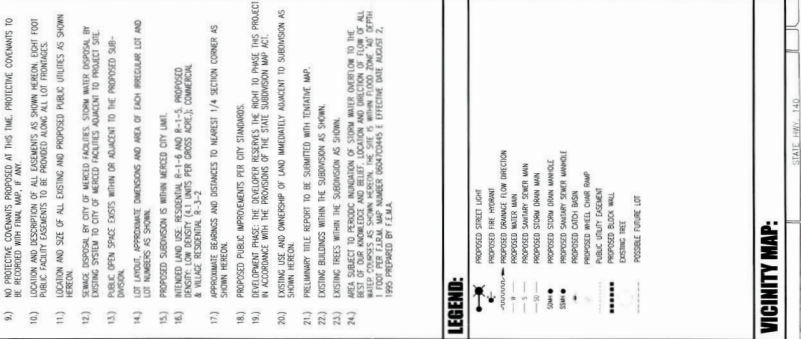 9.) NO PROTECTIVE COVENANTS PROPOSED AT THIS TIME, PROTECTIVE COVENANTS TO
BE RECORDED WITH FINAL MAP, IF ANY.
10.) LOCATION AND DESCRIPTION OF ALL EASEMENTS AS SHOWN HEREON. EIGHT FOOT
PUBLIC FACILITY EASEMENTS TO BE PROVIDED ALONG ALL LOT FRONTAGES.
11.) LOCATION AND SIZE OF ALL EXISTING AND PROPOSED PUBLIC UTILITIES AS SHOWN
HEREON.
12.) SEWAGE DISPOSAL BY CITY OF MERCED FACILITIES. STORM WATER DISPOSAL BY
EXISTING SYSTEM TO CITY OF MERCED FACILITIES ADJACENT TO PROJECT SITE.
13.) PUBLIC OPEN SPACE EXISTS WITHIN OR ADJACENT TO THE PROPOSED SUB-
DIVISION.
14.) LOT LAYOUT, APPROXIMATE DIMENSIONS AND AREA OF EACH IRREGULAR LOT AND
LOT NUMBERS AS SHOWN.
15.) PROPOSED SUBDIVISION IS WITHIN MERCED CITY LIMIT.
16.) INTENDED LAND USE: RESIDENTIAL R-1-6 AND R-1-5. PROPOSED
DENSITY: LOW DENSITY (4.1 UNITS PER GROSS ACRE,); COMMERCIAL
& VILLAGE RESIDENTIAL R-3-2
17.) APPROXIMATE BEARINGS AND DISTANCES TO NEAREST 1/4 SECTION CORNER AS
SHOWN HEREON.
18.) PROPOSED PUBLIC IMPROVEMENTS PER CITY STANDARDS.
19.) DEVELOPMENT PHASE: THE DEVELOPER RESERVES THE RIGHT TO PHASE THIS PROJECT
IN ACCORDANCE WITH THE PROVISIONS OF THE STATE SUBDIVISION MAP ACT.
20.) EXISTING USE AND OWNERSHIP OF LAND IMMEDIATELY ADJACENT TO SUBDIVISION AS
SHOWN HEREON.
21.) PRELIMINARY TITLE REPORT TO BE SUBMITTED WITH TENTATIVE MAP.
22.) EXISTING BUILDINGS WITHIN THE SUBDIVISION AS SHOWN.
23.) EXISTING TREES WITHIN THE SUBDIVISION AS SHOWN.
24.) AREA SUBJECT TO PERIODIC INUNDATION OF STORM WATER OVERFLOW TO THE
BEST OF OUR KNOWLEDGE AND BELIEF. LOCATION AND DIRECTION OF FLOW OF ALL
WATER COURSES AS SHOWN HEREON. THE SITE IS WITHIN FLOOD ZONE "AO" DEPTH
1 FOOT PER F.E.M.A. MAP NUMBER 06047C0445 E EFFECTIVE DATE AUGUST 2,
1995 PREPARED BY F.E.M.A.
LEGEND:
PROPOSED STREET LIGHT
PROPOSED FIRE HYDRANT
PROPOSED DRAINAGE FLOW DIRECTION
W PROPOSED WATER MAIN
S PROPOSED SANITARY SEWER MAIN
SD PROPOSED STORM DRAIN MAIN
SDMH PROPOSED STORM DRAIN MANHOLE
SSMH PROPOSED SANITARY SEWER MANHOLE
PROPOSED CATCH BASIN
PROPOSED WHEEL CHAIR RAMP
PUBLIC UTILITY EASEMENT
PROPOSED BLOCK WALL
EXISTING TREE
POSSIBLE FUTURE LOT
VICINITY MAP:
STATE HWY. 140